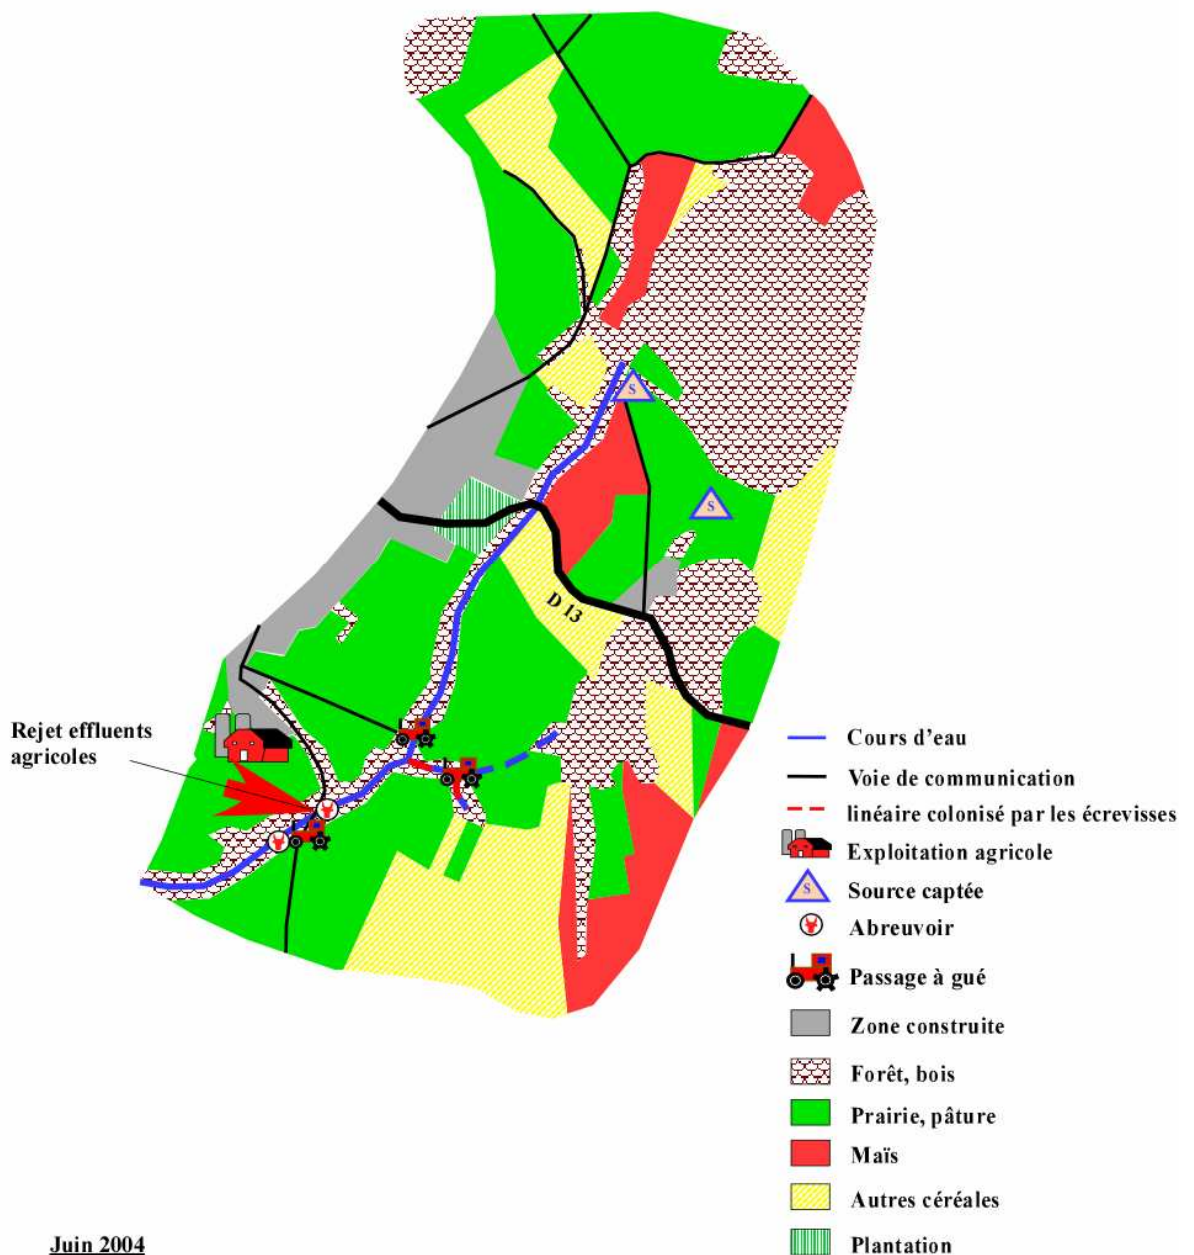 S
S
D 13
Rejet effluents
agricoles
Cours d'eau
Voie de communication
linéaire colonisé par les écrevisses
Exploitation agricole
S
Source captée
Abreuvoir
Passage à gué
Zone construite
Forêt, bois
Prairie, pâture
Maïs
Autres céréales
Plantation
Juin 2004